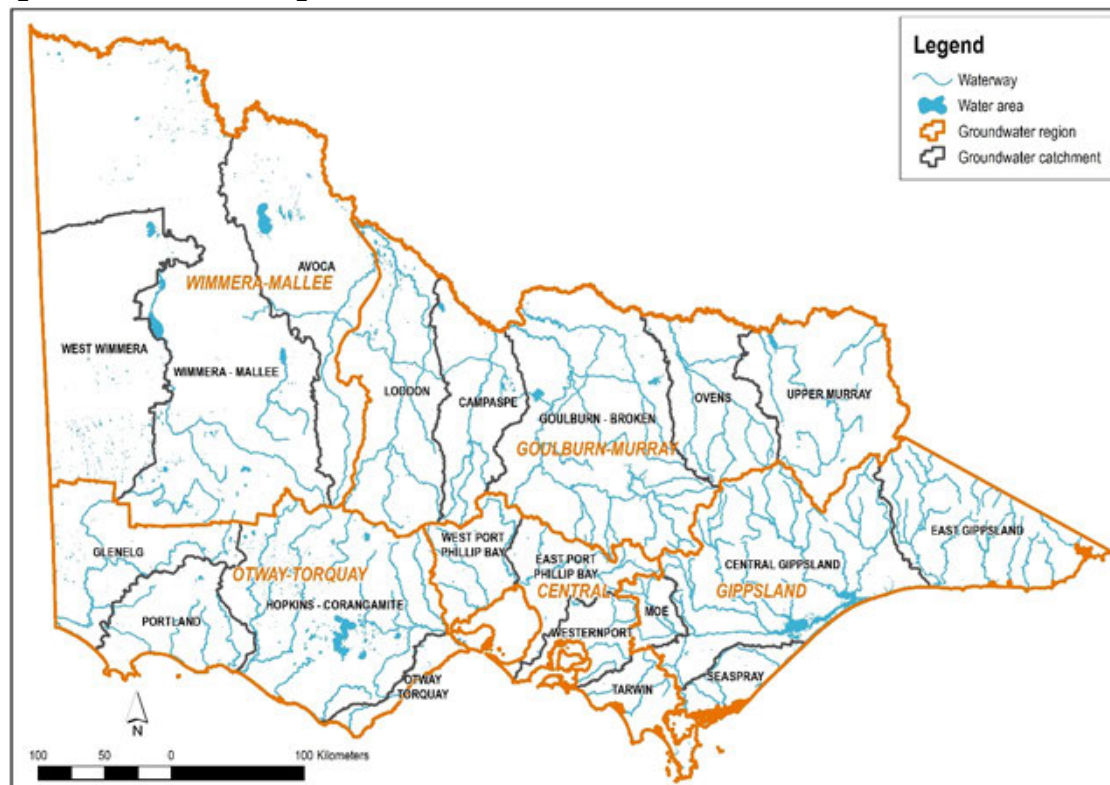 Legend
Waterway
Water area
Groundwater region
Groundwater catchment
AVOCA
WIMMERA-MALLEE
WEST WIMMERA
WIMMERA - MALLEE
LODDON
CAMPASPE
GOULBURN - BROKEN
OVENS
UPPER MURRAY
GOULBURN-MURRAY
GLENELG
WEST PORT
PHILLIP BAY
EAST PORT
PHILLIP BAY
CENTRAL GIPPSLAND
EAST GIPPSLAND
OTWAY-TORQUAY
CENTRAL
GIPPSLAND
HOPKINS - CORANGAMITE
MOE
PORTLAND
WESTERNPORT
OTWAY
TORQUAY
TARWIN
SEASPRAY
N
100 50 0 100 Kilometers